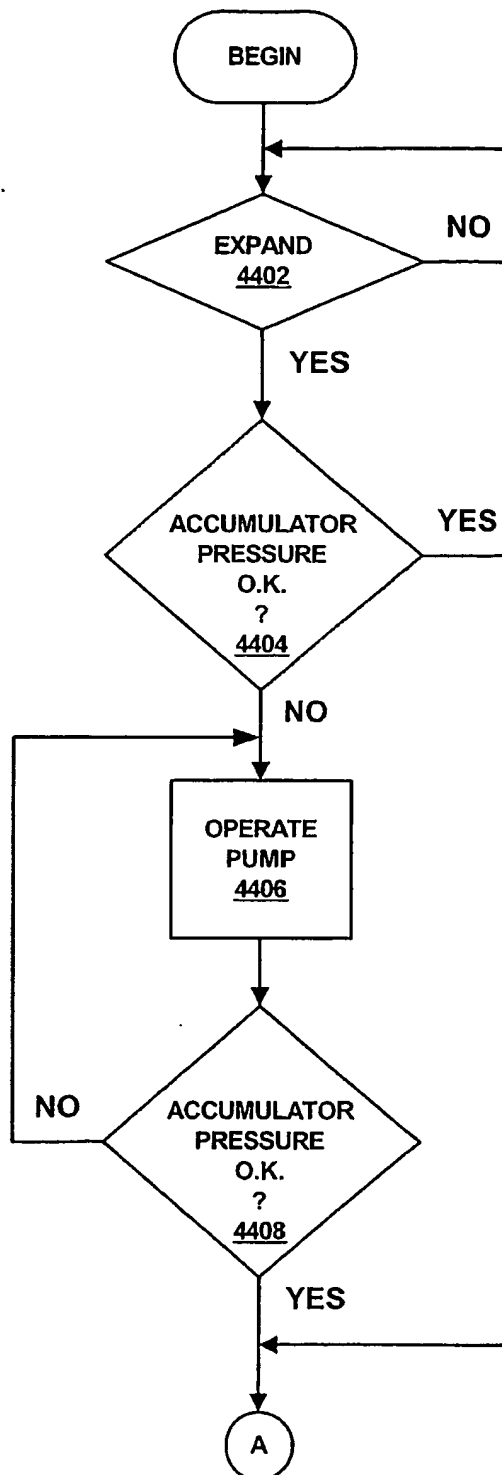 BEGIN
EXPAND
4402
NO
YES
ACCUMULATOR
PRESSURE
O.K.
?
4404
YES
NO
OPERATE
PUMP
4406
ACCUMULATOR
PRESSURE
O.K.
?
4408
NO
YES
A